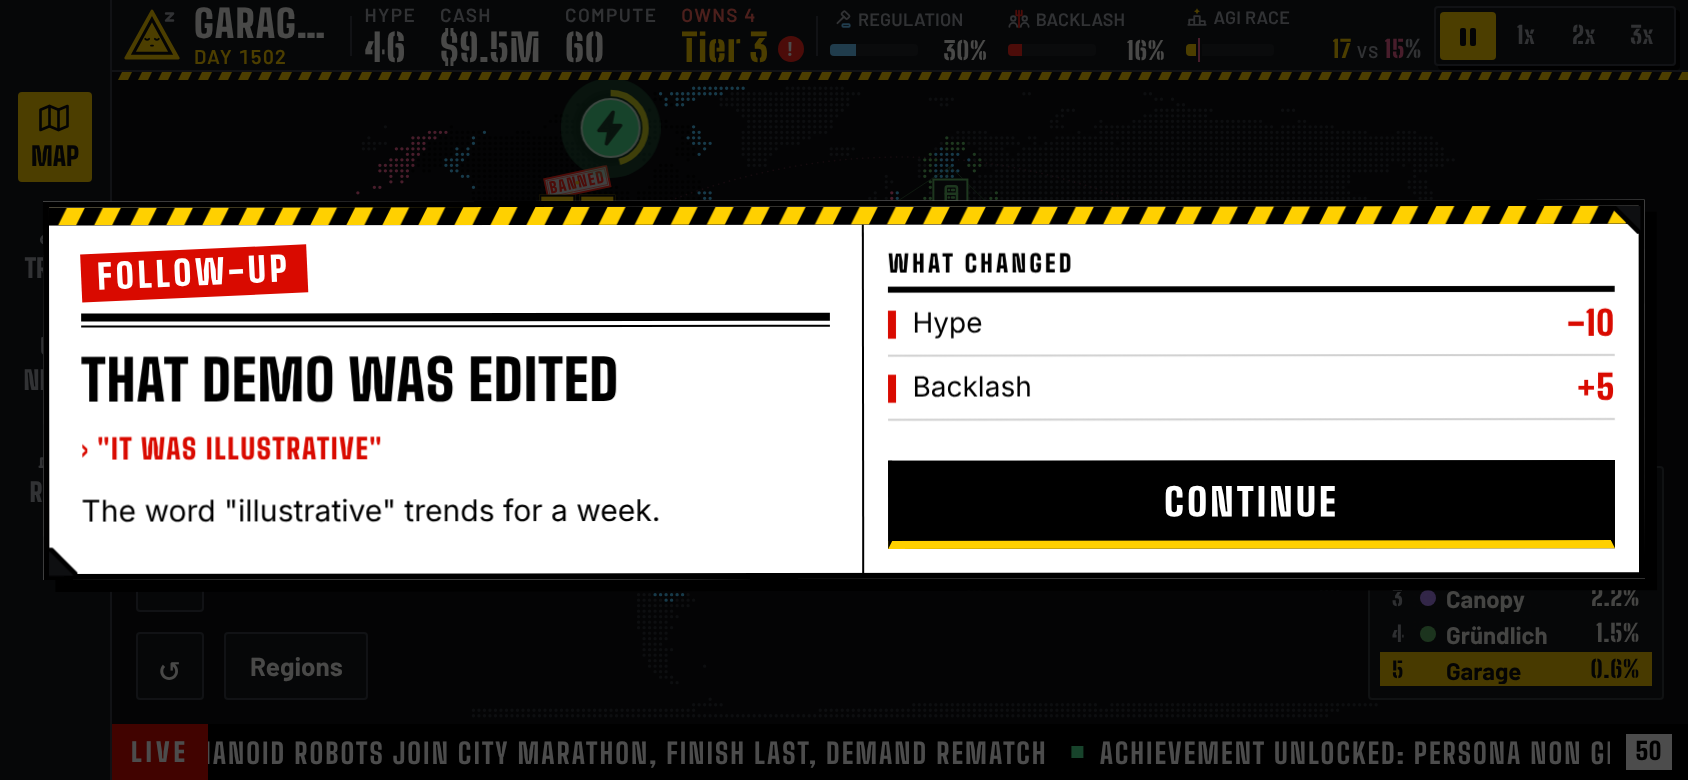 GARAG...
DAY 1502
HYPE
46
CASH
$9.5M
COMPUTE
60
OWNS 4
Tier 3 !
REGULATION
30%
BACKLASH
16%
AGI RACE
17 VS 15%
1x
2x
3x
MAP
BANNED
FOLLOW-UP
THAT DEMO WAS EDITED
› "IT WAS ILLUSTRATIVE"
The word "illustrative" trends for a week.
WHAT CHANGED
Hype −10
Backlash +5
CONTINUE
3 Canopy 2.2%
4 Gründlich 1.5%
5 Garage 0.6%
Regions
LIVE
ANOID ROBOTS JOIN CITY MARATHON, FINISH LAST, DEMAND REMATCH ■ ACHIEVEMENT UNLOCKED: PERSONA NON
50